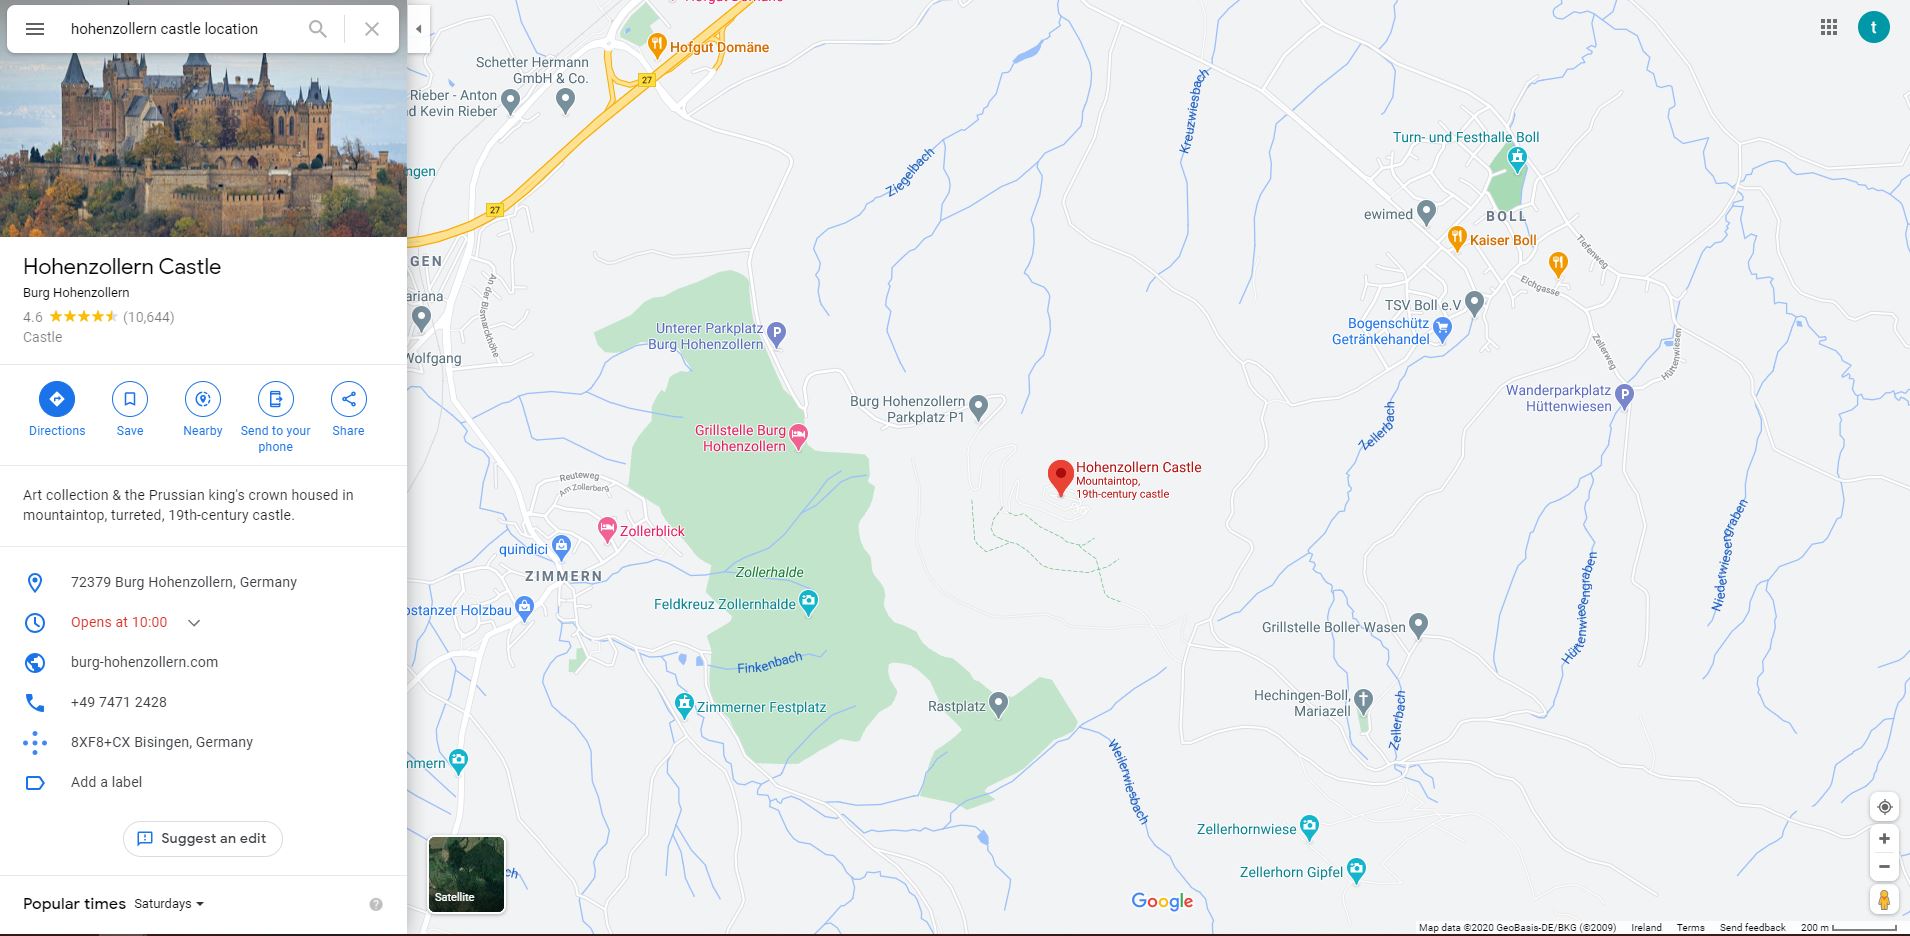 hohenzollern castle location
Hohenzollern Castle
Burg Hohenzollern
4.6 (10,644)
Castle
Directions
Save
Nearby
Send to your
phone
Share
Art collection & the Prussian king's crown housed in
mountaintop, turreted, 19th-century castle.
72379 Burg Hohenzollern, Germany
Opens at 10:00
burg-hohenzollern.com
+49 7471 2428
8XF8+CX Bisingen, Germany
Add a label
Suggest an edit
Popular times Saturdays
?
t
Hofgut Domäne
Hofgut Domäne
Schetter Hermann
GmbH & Co.
27
Rieber - Anton
d Kevin Rieber
ngen
27
GEN
ariana
An der Bismarckhöhe
Wolfgang
Ziegelbach
Kreuzwiesbach
Turn- und Festhalle Boll
ewimed
BOLL
Kaiser Boll
Tiefenweg
Eichgasse
TSV Boll e.V
Bogenschütz
Getränkehandel
Zellerweg
Hüttenwiesen
Unterer Parkplatz
Burg Hohenzollern
P
Burg Hohenzollern
Parkplatz P1
Wanderparkplatz
Hüttenwiesen
P
Zellerbach
Grillstelle Burg
Hohenzollern
Hohenzollern Castle
Mountaintop,
19th-century castle
Reuteweg
Am Zollerberg
Zollerblick
quindici
ZIMMERN
Zollerhalde
Feldkreuz Zollernhalde
ostanzer Holzbau
Niederwiesengraben
Hüttenwiesengraben
Grillstelle Boller Wasen
Finkenbach
Hechingen-Boll,
Mariazell
Zellerbach
Zimmerner Festplatz
Rastplatz
mmern
Weilerwiesbach
Zellerhornwiese
Zellerhorn Gipfel
ch
Satellite
Google
Map data ©2020 GeoBasis-DE/BKG (©2009) Ireland Terms Send feedback 200 m